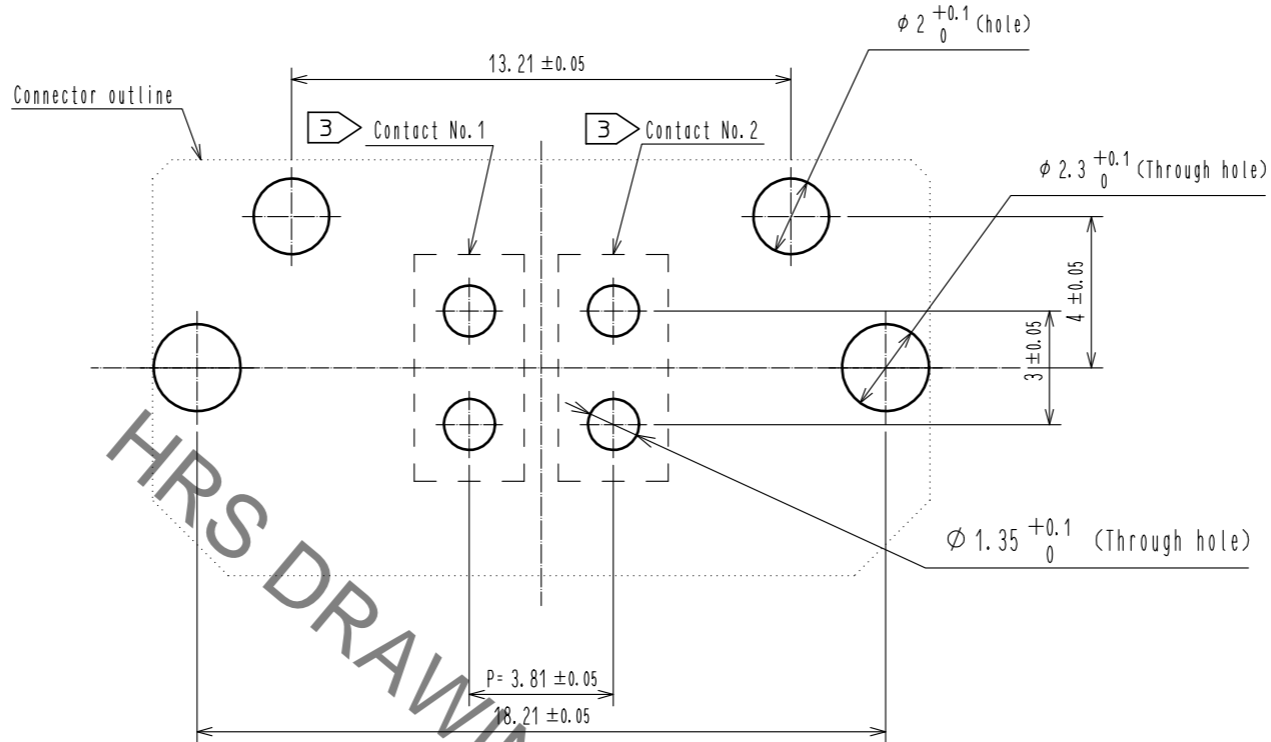 φ 2 +0.1 0 (hole)
13.21 ±0.05
Connector outline
3 Contact No.1
3 Contact No.2
φ 2.3 +0.1 0 (Through hole)
4 ±0.05
3 ±0.05
φ 1.35 +0.1 0 (Through hole)
P= 3.81 ±0.05
18.21 ±0.05
HRS DRAWIN